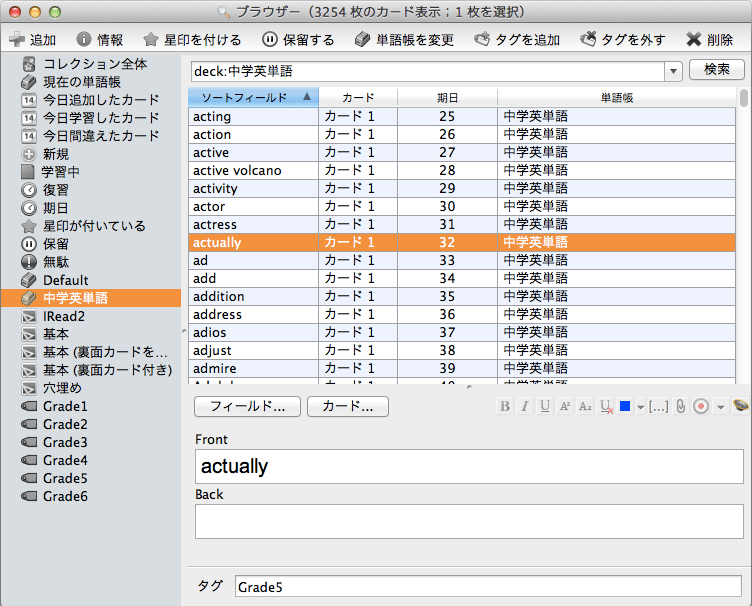 ブラウザー（3254 枚のカード表示；1 枚を選択）
追加 情報 星印を付ける 保留する 単語帳を変更 タグを追加 タグを外す 削除
コレクション全体
現在の単語帳
14 今日追加したカード
14 今日学習したカード
14 今日間違えたカード
新規
学習中
復習
期日
星印が付いている
保留
無駄
Default
中学英単語
IRead2
基本
基本 (裏面カードを...
基本 (裏面カード付き)
穴埋め
Grade1
Grade2
Grade3
Grade4
Grade5
Grade6
deck:中学英単語 検索
ソートフィールド カード 期日 単語帳
acting カード 1 25 中学英単語
action カード 1 26 中学英単語
active カード 1 27 中学英単語
active volcano カード 1 28 中学英単語
activity カード 1 29 中学英単語
actor カード 1 30 中学英単語
actress カード 1 31 中学英単語
actually カード 1 32 中学英単語
ad カード 1 33 中学英単語
add カード 1 34 中学英単語
addition カード 1 35 中学英単語
address カード 1 36 中学英単語
adios カード 1 37 中学英単語
adjust カード 1 38 中学英単語
admire カード 1 39 中学英単語
フィールド... カード... B I U A² A₂ U [...]
Front
actually
Back
タグ Grade5